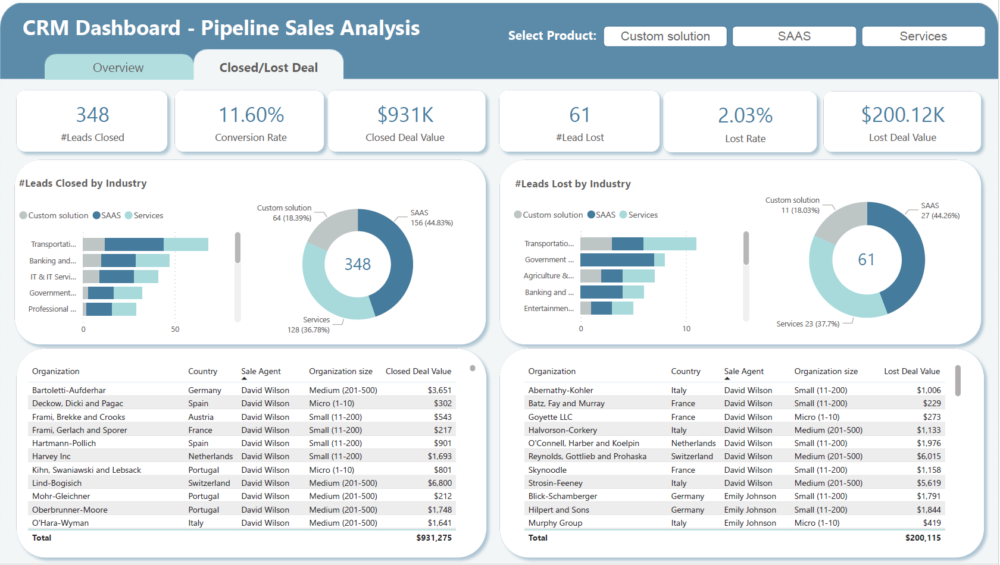 CRM Dashboard - Pipeline Sales Analysis
Select Product: Custom solution SAAS Services
Overview Closed/Lost Deal
348
#Leads Closed
11.60%
Conversion Rate
$931K
Closed Deal Value
61
#Lead Lost
2.03%
Lost Rate
$200.12K
Lost Deal Value
#Leads Closed by Industry
Custom solution SAAS Services
Transportati...
Banking and...
IT & IT Servi...
Government...
Professional ...
0 50
Custom solution
64 (18.39%)
SAAS
156 (44.83%)
348
Services
128 (36.78%)
#Leads Lost by Industry
Custom solution SAAS Services
Transportatio...
Government ...
Agriculture &...
Banking and ...
Entertainmen...
0 10
Custom solution
11 (18.03%)
SAAS
27 (44.26%)
61
Services 23 (37.7%)
Organization Country Sale Agent Organization size Closed Deal Value
Bartoletti-Aufderhar Germany David Wilson Medium (201-500) $3,651
Deckow, Dicki and Pagac Spain David Wilson Micro (1-10) $302
Frami, Brekke and Crooks Austria David Wilson Small (11-200) $543
Frami, Gerlach and Sporer France David Wilson Small (11-200) $217
Hartmann-Pollich Spain David Wilson Small (11-200) $901
Harvey Inc Netherlands David Wilson Small (11-200) $1,693
Kihn, Swaniawski and Lebsack Portugal David Wilson Micro (1-10) $801
Lind-Bogisich Switzerland David Wilson Medium (201-500) $6,800
Mohr-Gleichner Portugal David Wilson Medium (201-500) $212
Oberbrunner-Moore Portugal David Wilson Medium (201-500) $1,748
O'Hara-Wyman Italy David Wilson Medium (201-500) $1,641
Total $931,275
Organization Country Sale Agent Organization size Lost Deal Value
Abernathy-Kohler Italy David Wilson Small (11-200) $1,006
Batz, Fay and Murray France David Wilson Small (11-200) $229
Goyette LLC France David Wilson Micro (1-10) $273
Halvorson-Corkery Italy David Wilson Medium (201-500) $1,133
O'Connell, Harber and Koelpin Netherlands David Wilson Small (11-200) $1,976
Reynolds, Gottlieb and Prohaska Switzerland David Wilson Medium (201-500) $6,015
Skynoodle France David Wilson Small (11-200) $1,158
Strosin-Feeney Italy David Wilson Medium (201-500) $5,619
Blick-Schamberger Germany Emily Johnson Small (11-200) $1,791
Hilpert and Sons Germany Emily Johnson Small (11-200) $1,844
Murphy Group Italy Emily Johnson Micro (1-10) $419
Total $200,115